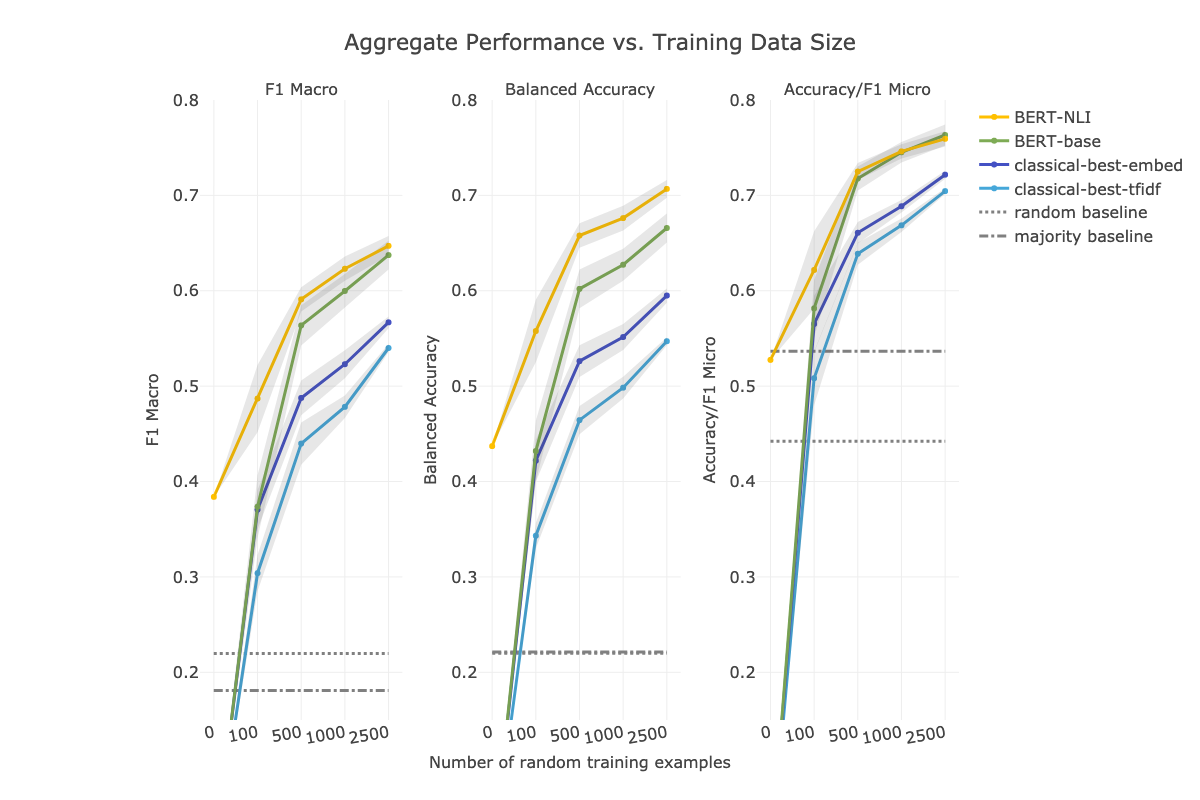 Aggregate Performance vs. Training Data Size
F1 Macro
Balanced Accuracy
Accuracy/F1 Micro
0.8
0.7
0.6
0.5
0.4
0.3
0.2
F1 Macro
0
100
500
1000
2500
0.8
0.7
0.6
0.5
0.4
0.3
0.2
Balanced Accuracy
0
100
500
1000
2500
0.8
0.7
0.6
0.5
0.4
0.3
0.2
Accuracy/F1 Micro
0
100
500
1000
2500
Number of random training examples
BERT-NLI
BERT-base
classical-best-embed
classical-best-tfidf
random baseline
majority baseline